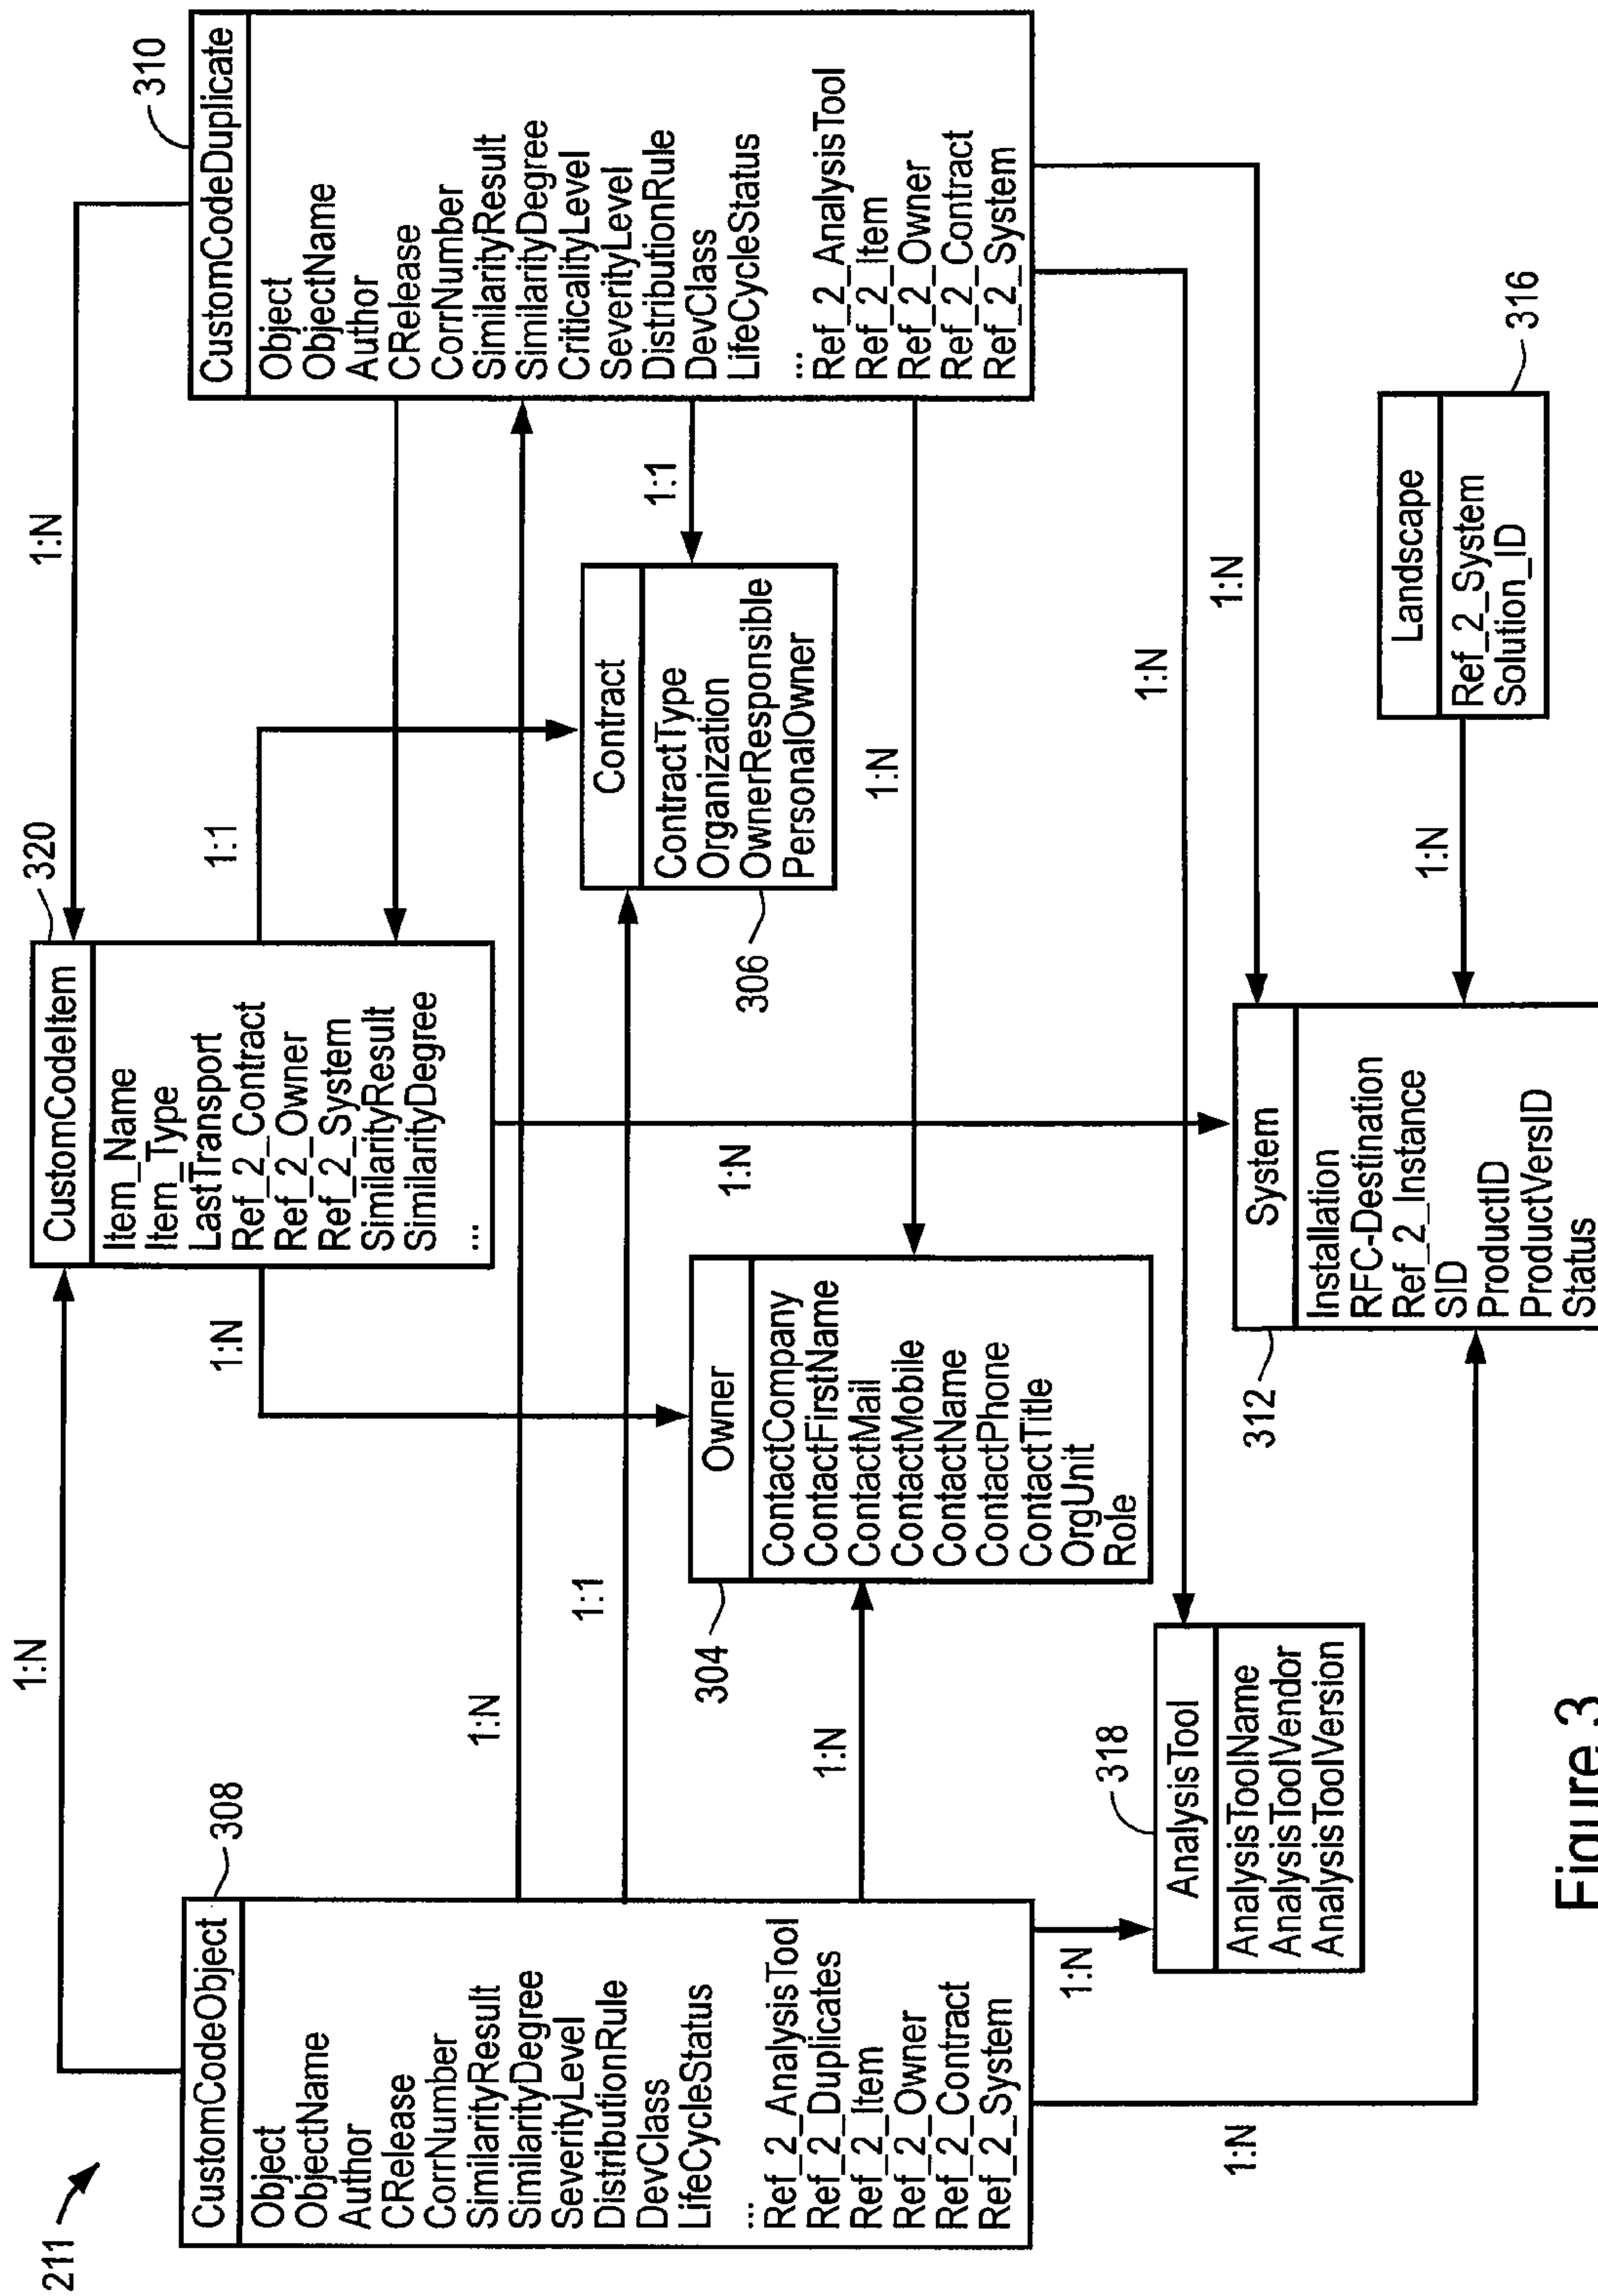 211
CustomCodeObject
308
Object
ObjectName
Author
CRelease
CorrNumber
SimilarityResult
SimilarityDegree
SeverityLevel
DistributionRule
DevClass
LifeCycleStatus
...
Ref_2_AnalysisTool
Ref_2_Duplicates
Ref_2_Item
Ref_2_Owner
Ref_2_Contract
Ref_2_System
1:N
1:N
1:1
1:N
1:N
1:N
AnalysisTool
318
AnalysisToolName
AnalysisToolVendor
AnalysisToolVersion
Owner
304
ContactCompany
ContactFirstName
ContactMail
ContactMobile
ContactName
ContactPhone
ContactTitle
OrgUnit
Role
CustomCodeItem
320
Item_Name
Item_Type
LastTransport
Ref_2_Contract
Ref_2_Owner
Ref_2_System
SimilarityResult
SimilarityDegree
...
1:N
1:1
1:N
System
312
Installation
RFC-Destination
Ref_2_Instance
SID
ProductID
ProductVersID
Status
Contract
306
ContractType
Organization
OwnerResponsible
PersonalOwner
Landscape
316
Ref_2_System
Solution_ID
1:N
CustomCodeDuplicate
310
Object
ObjectName
Author
CRelease
CorrNumber
SimilarityResult
SimilarityDegree
CriticalityLevel
SeverityLevel
DistributionRule
DevClass
LifeCycleStatus
...
Ref_2_AnalysisTool
Ref_2_Item
Ref_2_Owner
Ref_2_Contract
Ref_2_System
1:N
1:1
1:N
1:N
1:N
Figure 3